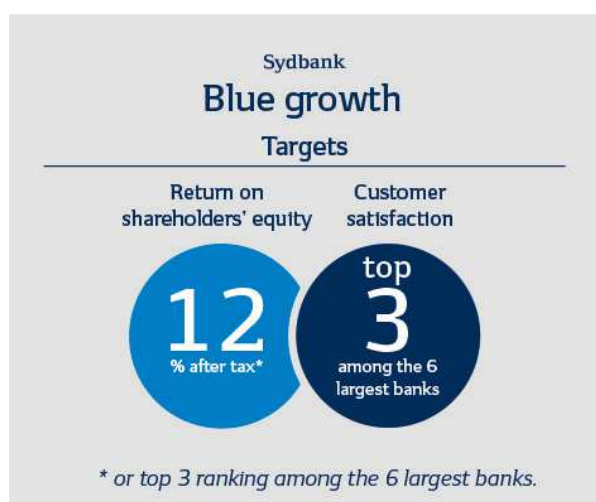 Sydbank
Blue growth
Targets
Return on
shareholders' equity
Customer
satisfaction
12
% after tax*
top
3
among the 6
largest banks
* or top 3 ranking among the 6 largest banks.